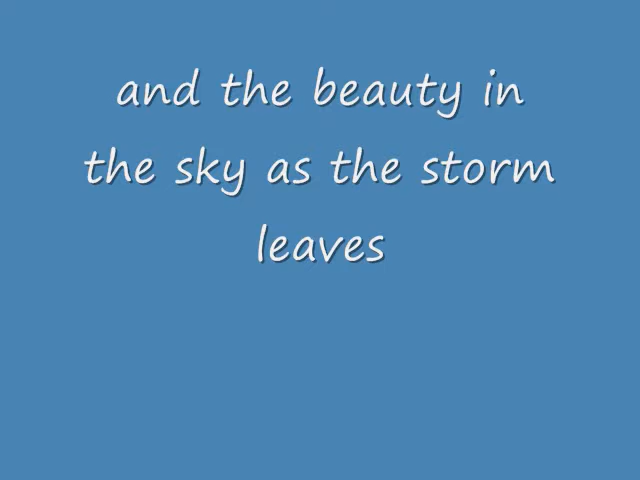 and the beauty in
the sky as the storm
leaves